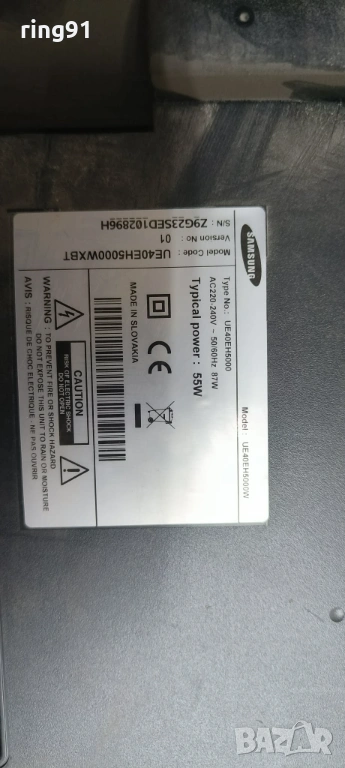 ring91
SAMSUNG
Model : UE40EH5000W
Type No.: UE40EH5000
AC220-240V ~ 50/60Hz 87W
Typical power : 55W
Model Code : UE40EH5000WXBT
Version No : 01
S/N : Z9G23SED102896H
MADE IN SLOVAKIA
CE
CAUTION
RISK OF ELECTRIC SHOCK
DO NOT OPEN
WARNING : TO PREVENT FIRE OR SHOCK HAZARD
DO NOT EXPOSE THIS UNIT TO RAIN OR MOISTURE
AVIS : RISQUE DE CHOC ELECTRIQUE - NE PAS OUVRIR
BAZAR